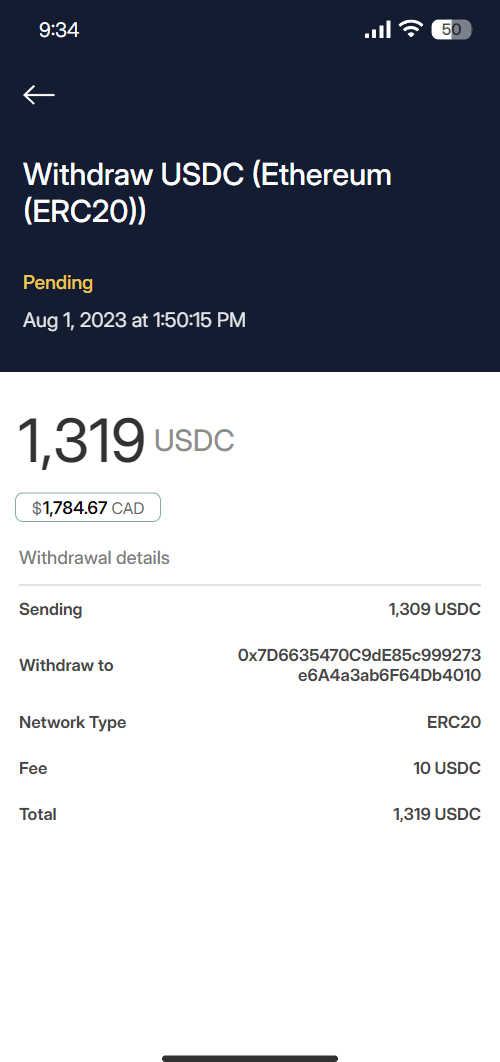 9:34
50
Withdraw USDC (Ethereum
(ERC20))
Pending
Aug 1, 2023 at 1:50:15 PM
1,319 USDC
$1,784.67 CAD
Withdrawal details
Sending 1,309 USDC
Withdraw to 0x7D6635470C9dE85c999273
e6A4a3ab6F64Db4010
Network Type ERC20
Fee 10 USDC
Total 1,319 USDC